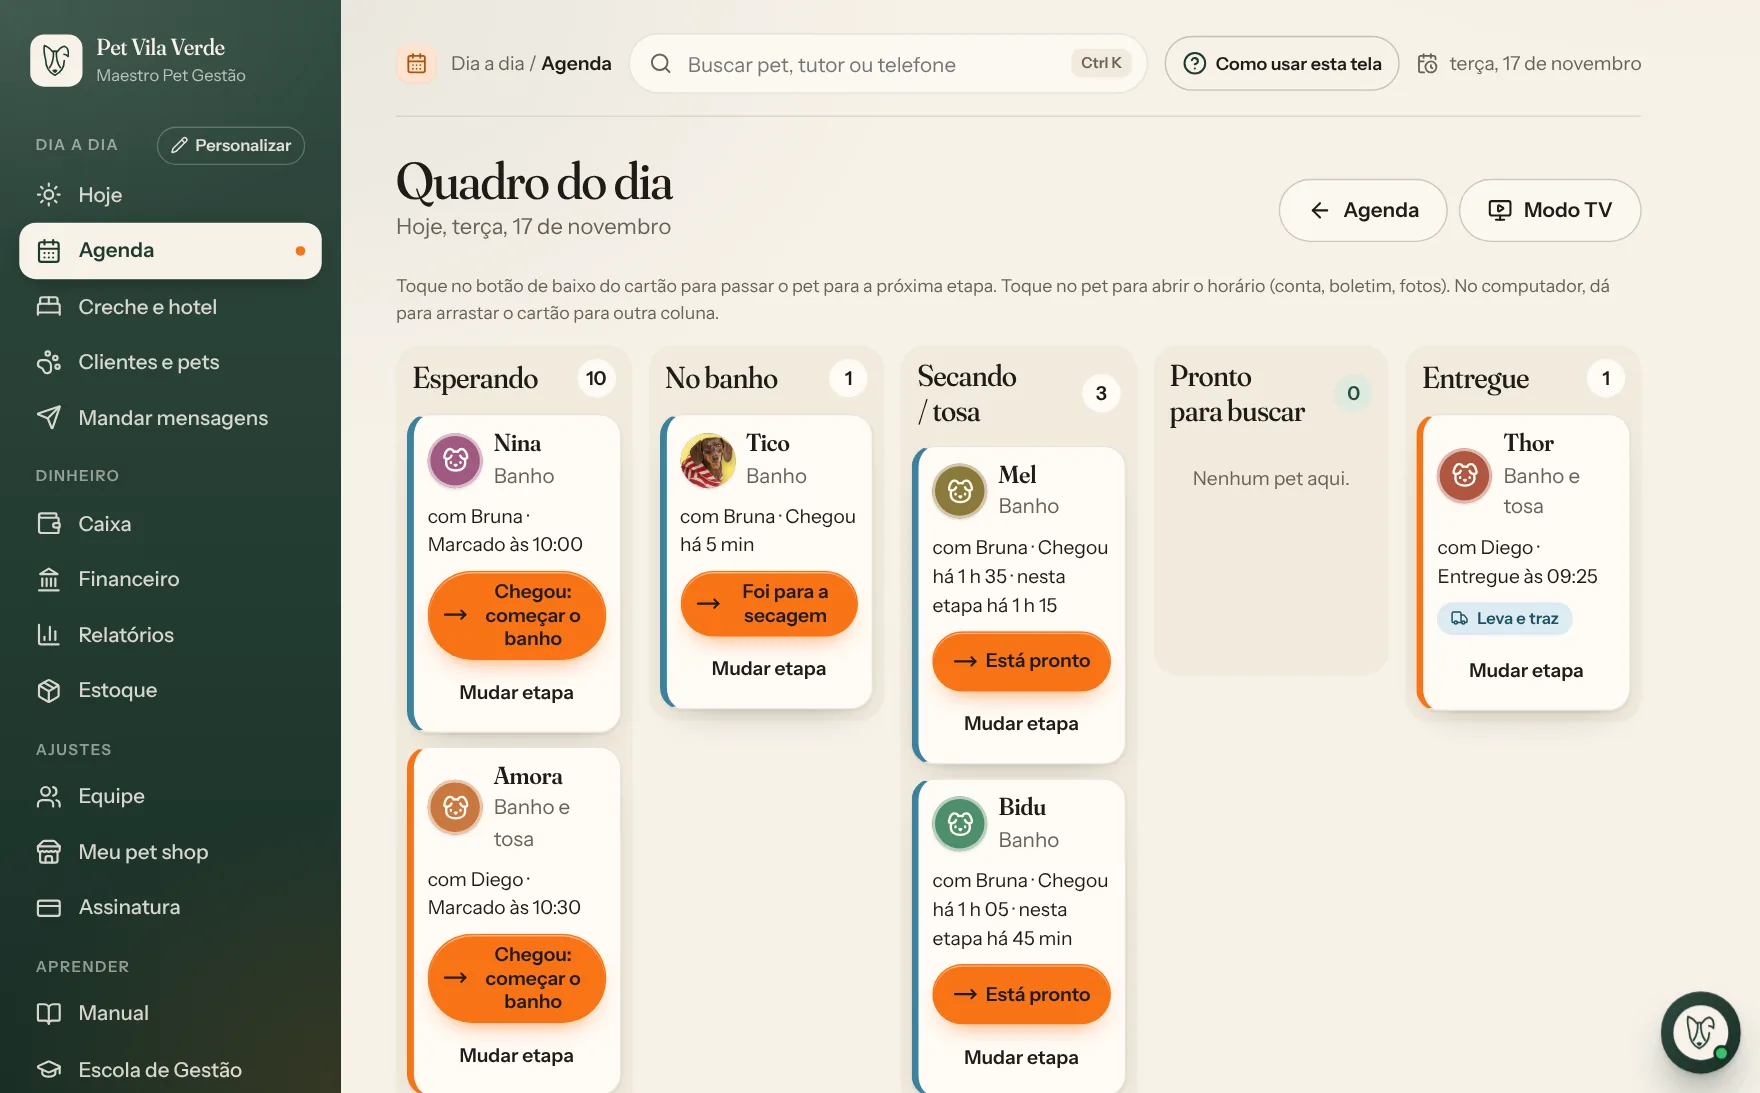 Pet Vila Verde
Maestro Pet Gestão
DIA A DIA
Personalizar
Hoje
Agenda
Creche e hotel
Clientes e pets
Mandar mensagens
DINHEIRO
Caixa
Financeiro
Relatórios
Estoque
AJUSTES
Equipe
Meu pet shop
Assinatura
APRENDER
Manual
Escola de Gestão
Dia a dia / Agenda
Buscar pet, tutor ou telefone
Ctrl K
Como usar esta tela
terça, 17 de novembro
Quadro do dia
Hoje, terça, 17 de novembro
Agenda
Modo TV
Toque no botão de baixo do cartão para passar o pet para a próxima etapa. Toque no pet para abrir o horário (conta, boletim, fotos). No computador, dá
para arrastar o cartão para outra coluna.
Esperando
10
Nina
Banho
com Bruna ·
Marcado às 10:00
→ Chegou:
começar o
banho
Mudar etapa
Amora
Banho e
tosa
com Diego ·
Marcado às 10:30
→ Chegou:
começar o
banho
Mudar etapa
No banho
1
Tico
Banho
com Bruna · Chegou
há 5 min
→ Foi para a
secagem
Mudar etapa
Secando
/ tosa
3
Mel
Banho
com Bruna · Chegou
há 1 h 35 · nesta
etapa há 1 h 15
→ Está pronto
Mudar etapa
Bidu
Banho
com Bruna · Chegou
há 1 h 05 · nesta
etapa há 45 min
→ Está pronto
Mudar etapa
Pronto
para buscar
0
Nenhum pet aqui.
Entregue
1
Thor
Banho e
tosa
com Diego ·
Entregue às 09:25
Leva e traz
Mudar etapa